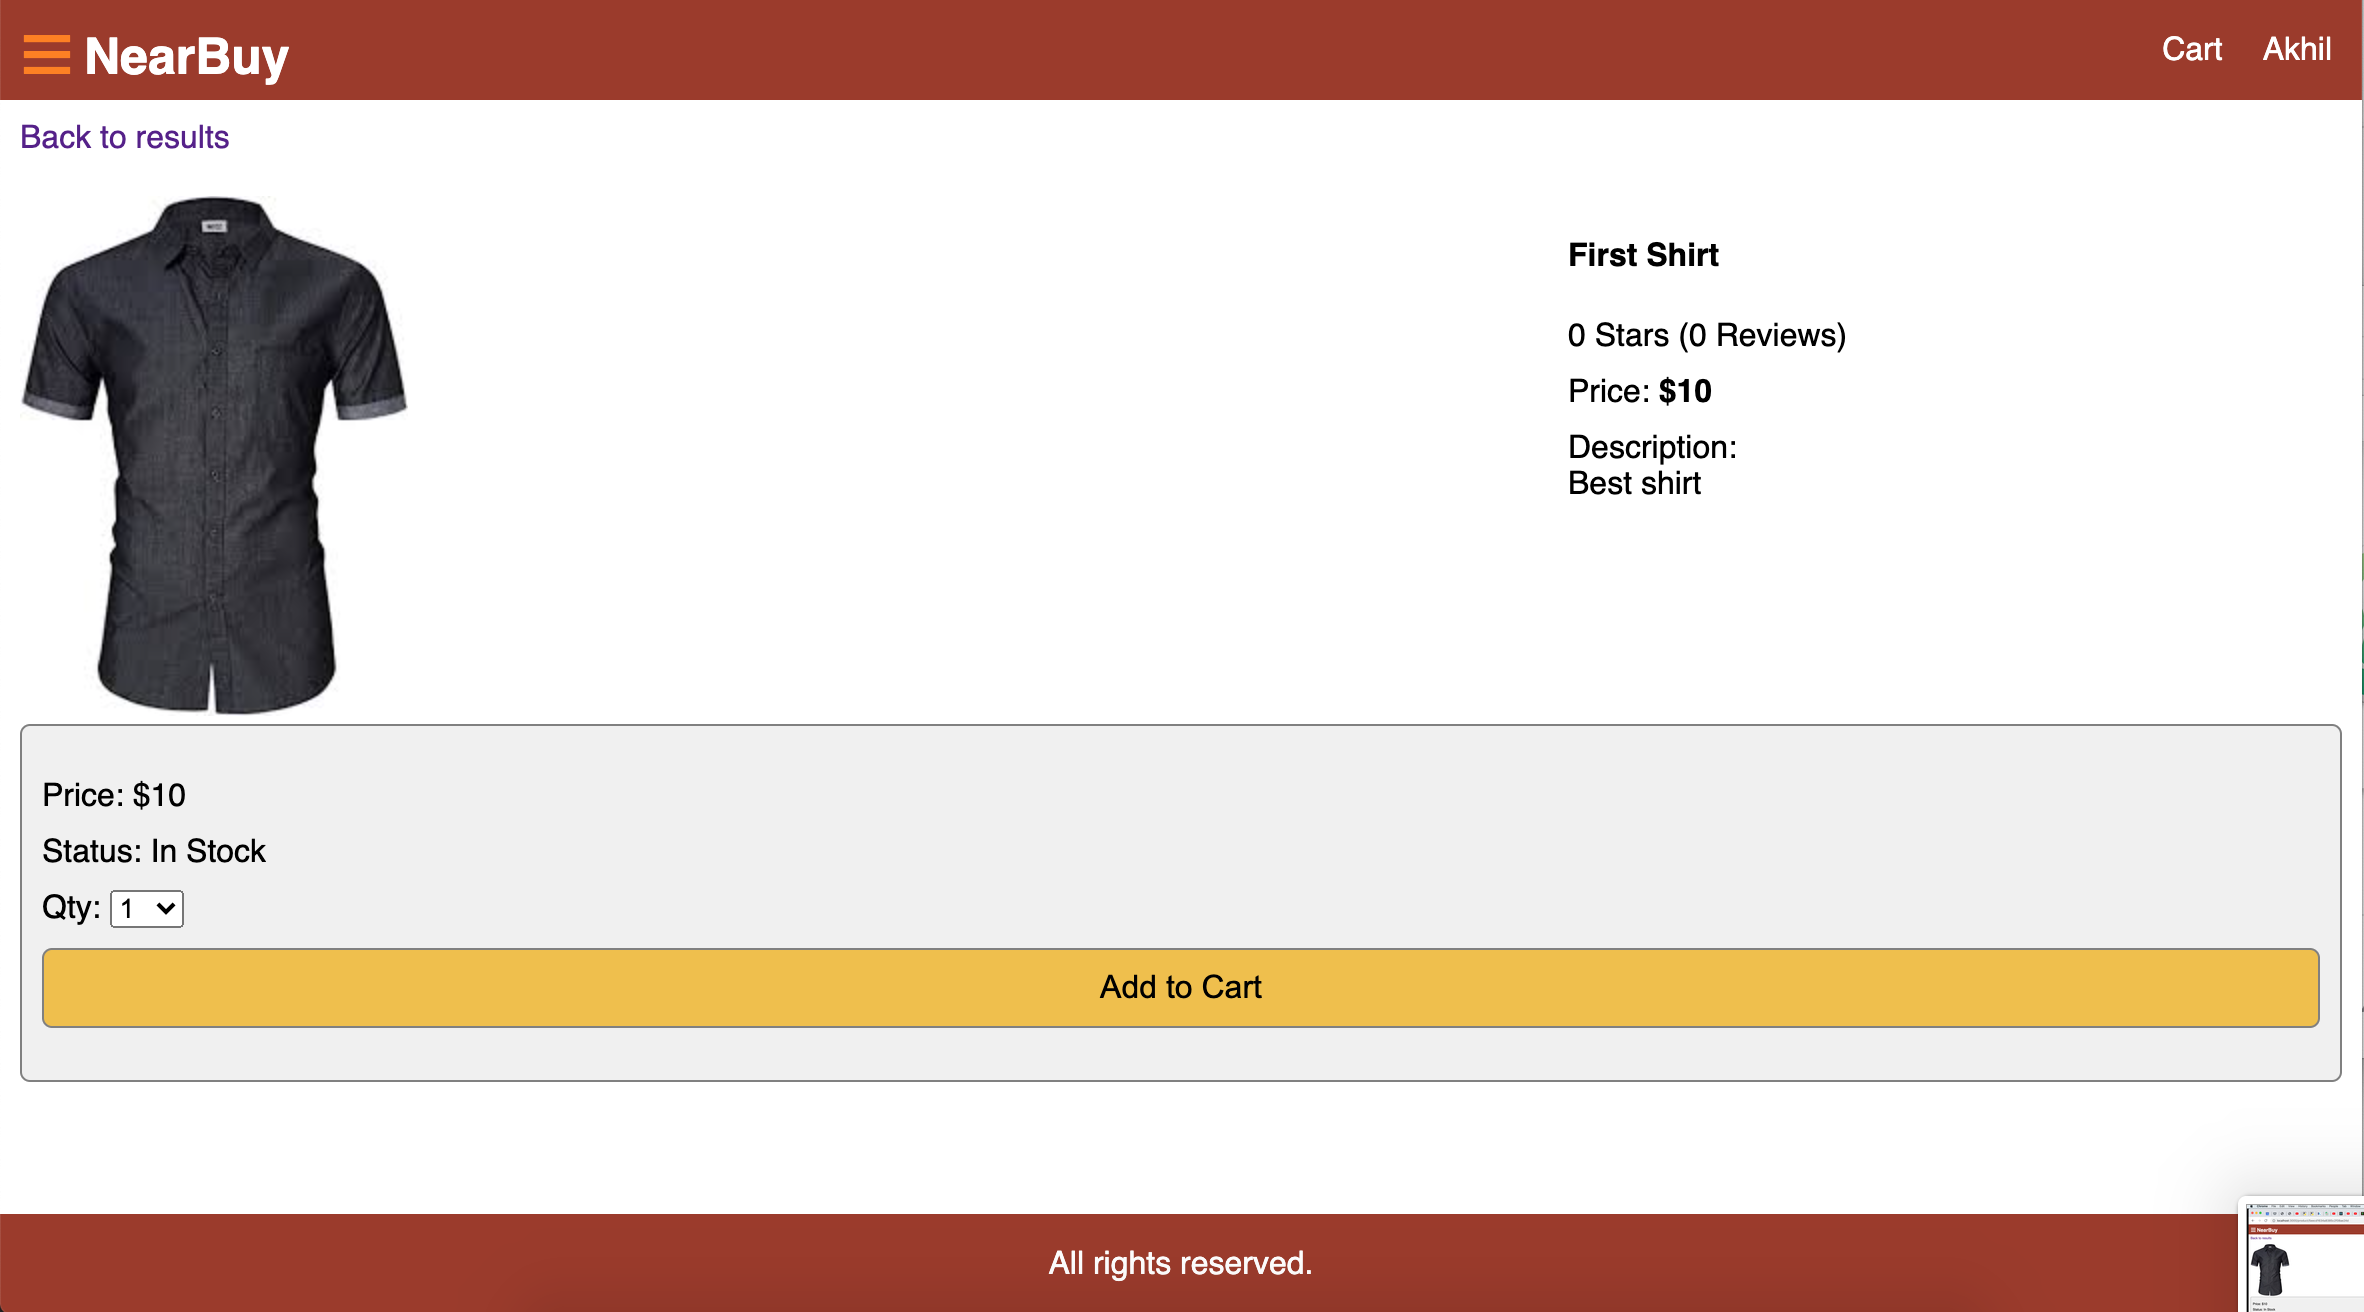 NearBuy
Cart Akhil
Back to results
First Shirt
0 Stars (0 Reviews)
Price: $10
Description:
Best shirt
Price: $10
Status: In Stock
Qty: 1
Add to Cart
All rights reserved.